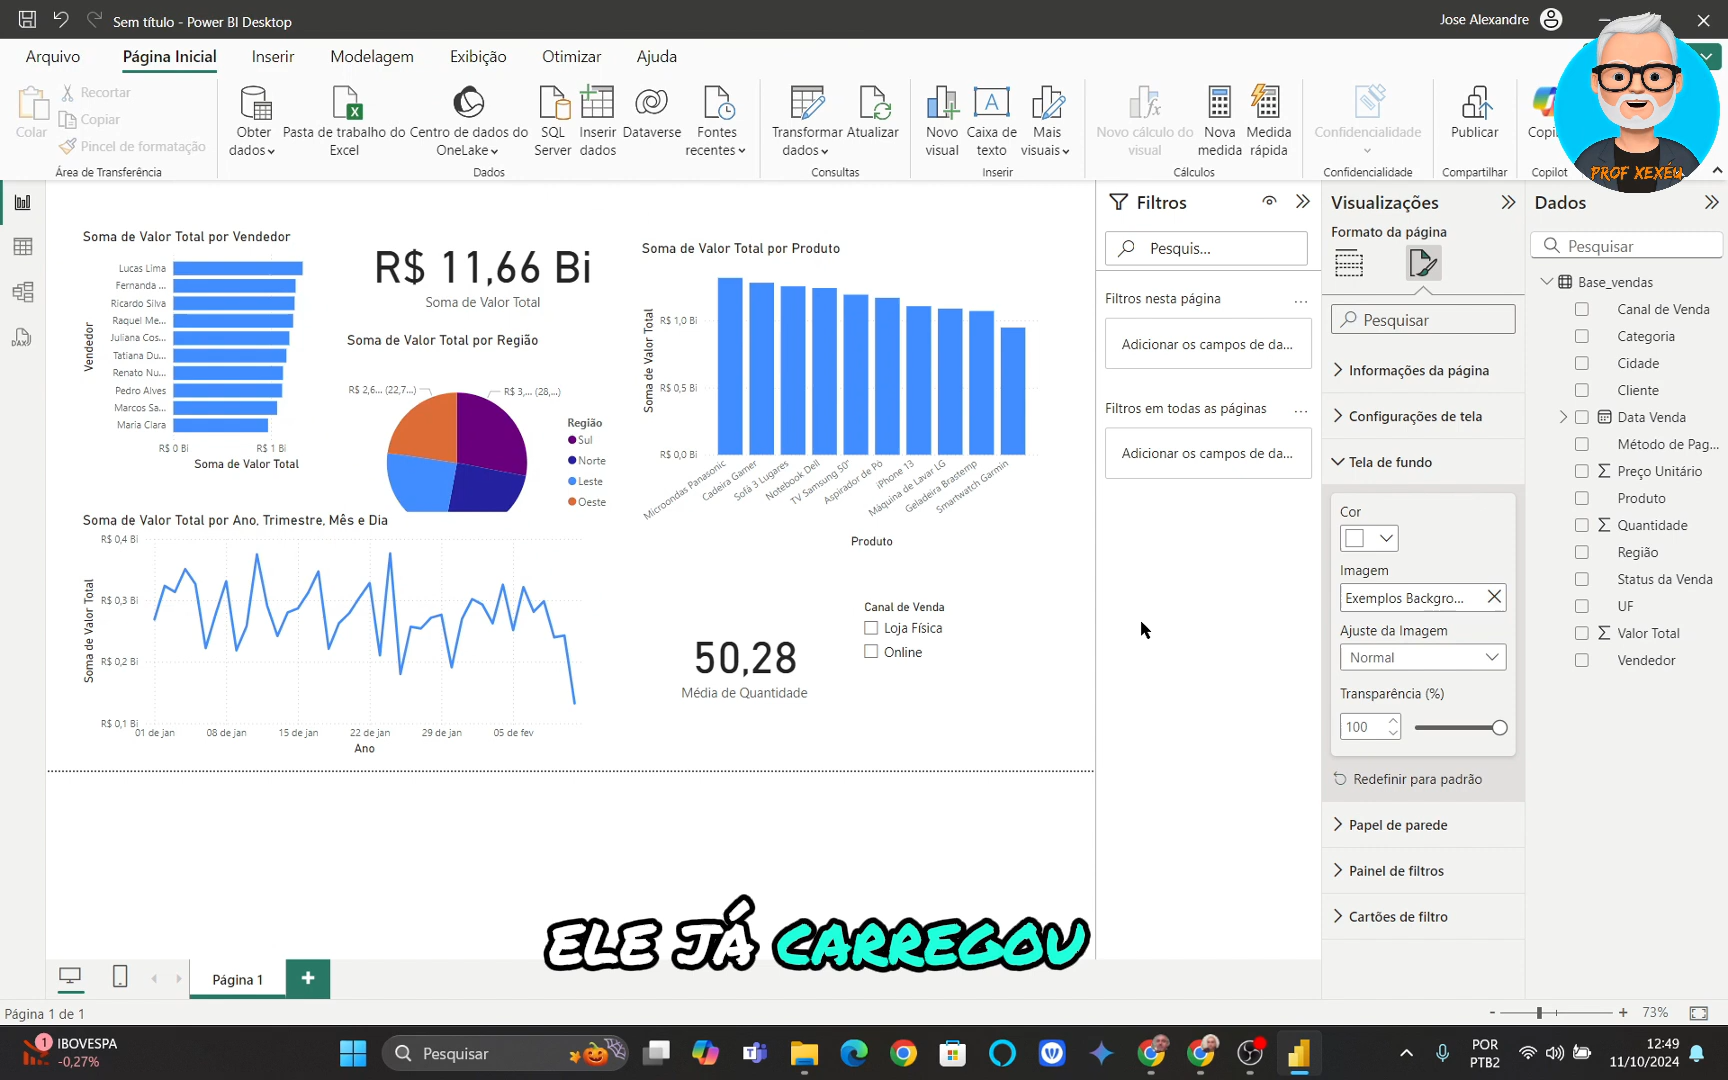 Sem título - Power BI Desktop
Jose Alexandre
Arquivo
Página Inicial
Inserir
Modelagem
Exibição
Otimizar
Ajuda
Colar
Recortar
Copiar
Pincel de formatação
Área de Transferência
Obter dados
Pasta de trabalho do Excel
Centro de dados do OneLake
SQL Server
Inserir dados
Dataverse
Fontes recentes
Dados
Transformar dados
Atualizar
Consultas
Novo visual
Caixa de texto
Mais visuais
Inserir
Novo cálculo do visual
Nova medida
Medida rápida
Cálculos
Confidencialidade
Confidencialidade
Publicar
Compartilhar
Copilot
PROF XEXÉU
Soma de Valor Total por Vendedor
Vendedor
Lucas Lima
Fernanda ...
Ricardo Silva
Raquel Me...
Juliana Cos...
Tatiana Du...
Renato Nu...
Pedro Alves
Marcos Sa...
Maria Clara
R$ 0 Bi
R$ 1 Bi
Soma de Valor Total
R$ 11,66 Bi
Soma de Valor Total
Soma de Valor Total por Região
R$ 2,6... (22,7...)
R$ 3,... (28,...)
Região
Sul
Norte
Leste
Oeste
Soma de Valor Total por Produto
Soma de Valor Total
R$ 1,0 Bi
R$ 0,5 Bi
R$ 0,0 Bi
Microondas Panasonic
Cadeira Gamer
Sofá 3 Lugares
Notebook Dell
TV Samsung 50"
Aspirador de Pó
iPhone 13
Máquina de Lavar LG
Geladeira Brastemp
Smartwatch Garmin
Produto
Soma de Valor Total por Ano, Trimestre, Mês e Dia
Soma de Valor Total
R$ 0,4 Bi
R$ 0,3 Bi
R$ 0,2 Bi
R$ 0,1 Bi
01 de jan
08 de jan
15 de jan
22 de jan
29 de jan
05 de fev
Ano
50,28
Média de Quantidade
Canal de Venda
Loja Física
Online
Filtros
Pesquis...
Filtros nesta página
...
Adicionar os campos de da...
Filtros em todas as páginas
...
Adicionar os campos de da...
Visualizações
Formato da página
Pesquisar
Informações da página
Configurações de tela
Tela de fundo
Cor
Imagem
Exemplos Backgro...
Ajuste da Imagem
Normal
Transparência (%)
100
Redefinir para padrão
Papel de parede
Painel de filtros
Cartões de filtro
Dados
Pesquisar
Base_vendas
Canal de Venda
Categoria
Cidade
Cliente
Data Venda
Método de Pag...
Preço Unitário
Produto
Quantidade
Região
Status da Venda
UF
Valor Total
Vendedor
ELE JÁ CARREGOU
Página 1
Página 1 de 1
73%
1
IBOVESPA
-0,27%
Pesquisar
POR
PTB2
12:49
11/10/2024